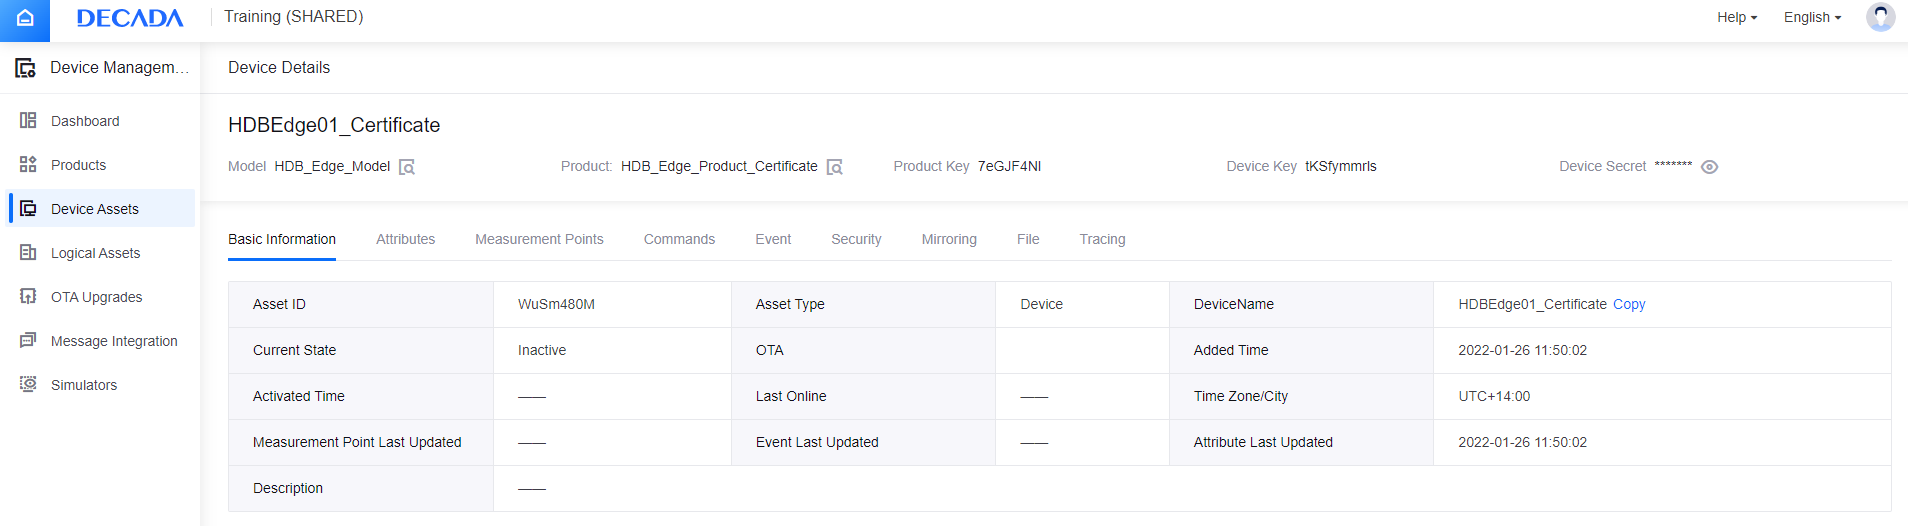 DECADA Training (SHARED) Help English
Device Managem...
Dashboard
Products
Device Assets
Logical Assets
OTA Upgrades
Message Integration
Simulators
Device Details
HDBEdge01_Certificate
Model HDB_Edge_Model Product: HDB_Edge_Product_Certificate Product Key 7eGJF4NI Device Key tKSfymmrls Device Secret *******
Basic Information Attributes Measurement Points Commands Event Security Mirroring File Tracing
Asset ID WuSm480M Asset Type Device DeviceName HDBEdge01_Certificate Copy
Current State Inactive OTA Added Time 2022-01-26 11:50:02
Activated Time —— Last Online —— Time Zone/City UTC+14:00
Measurement Point Last Updated —— Event Last Updated —— Attribute Last Updated 2022-01-26 11:50:02
Description ——